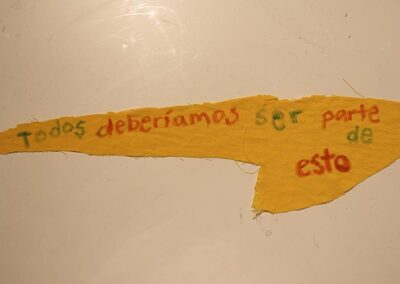 Todos deberíamos ser parte
de
esto